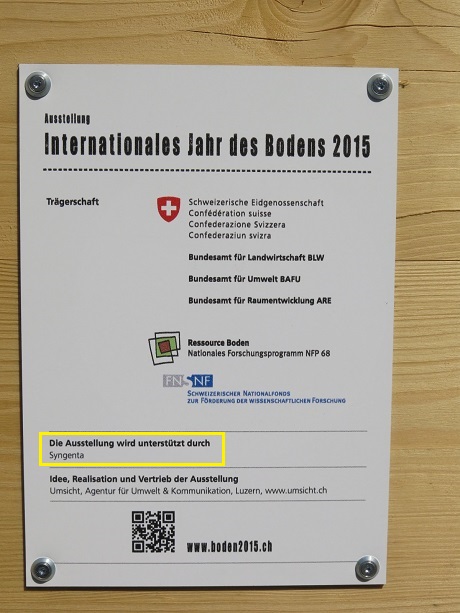 Ausstellung
Internationales Jahr des Bodens 2015
Trägerschaft
Schweizerische Eidgenossenschaft
Confédération suisse
Confederazione Svizzera
Confederaziun svizra
Bundesamt für Landwirtschaft BLW
Bundesamt für Umwelt BAFU
Bundesamt für Raumentwicklung ARE
Ressource Boden
Nationales Forschungsprogramm NFP 68
FNSNF
SCHWEIZERISCHER NATIONALFONDS
ZUR FÖRDERUNG DER WISSENSCHAFTLICHEN FORSCHUNG
Die Ausstellung wird unterstützt durch
Syngenta
Idee, Realisation und Vertrieb der Ausstellung
Umsicht, Agentur für Umwelt & Kommunikation, Luzern, www.umsicht.ch
www.boden2015.ch